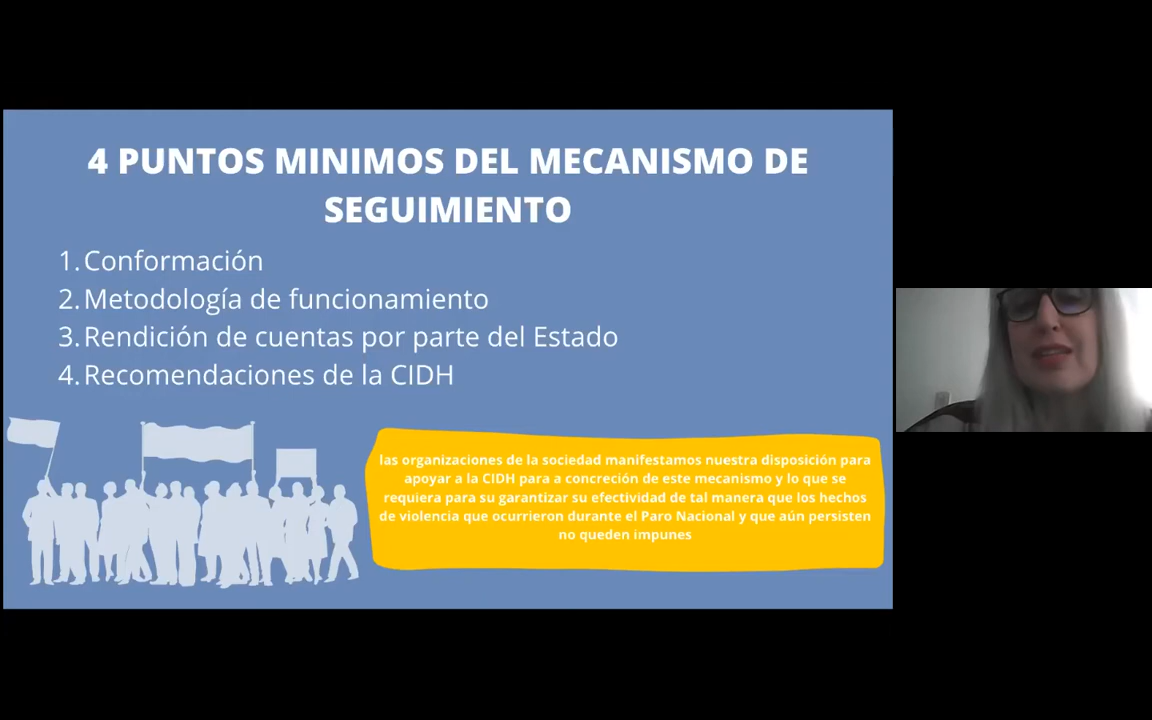 4 PUNTOS MINIMOS DEL MECANISMO DE
SEGUIMIENTO
1. Conformación
2. Metodología de funcionamiento
3. Rendición de cuentas por parte del Estado
4. Recomendaciones de la CIDH
las organizaciones de la sociedad manifestamos nuestra disposición para
apoyar a la CIDH para a concreción de este mecanismo y lo que se
requiera para su garantizar su efectividad de tal manera que los hechos
de violencia que ocurrieron durante el Paro Nacional y que aún persisten
no queden impunes